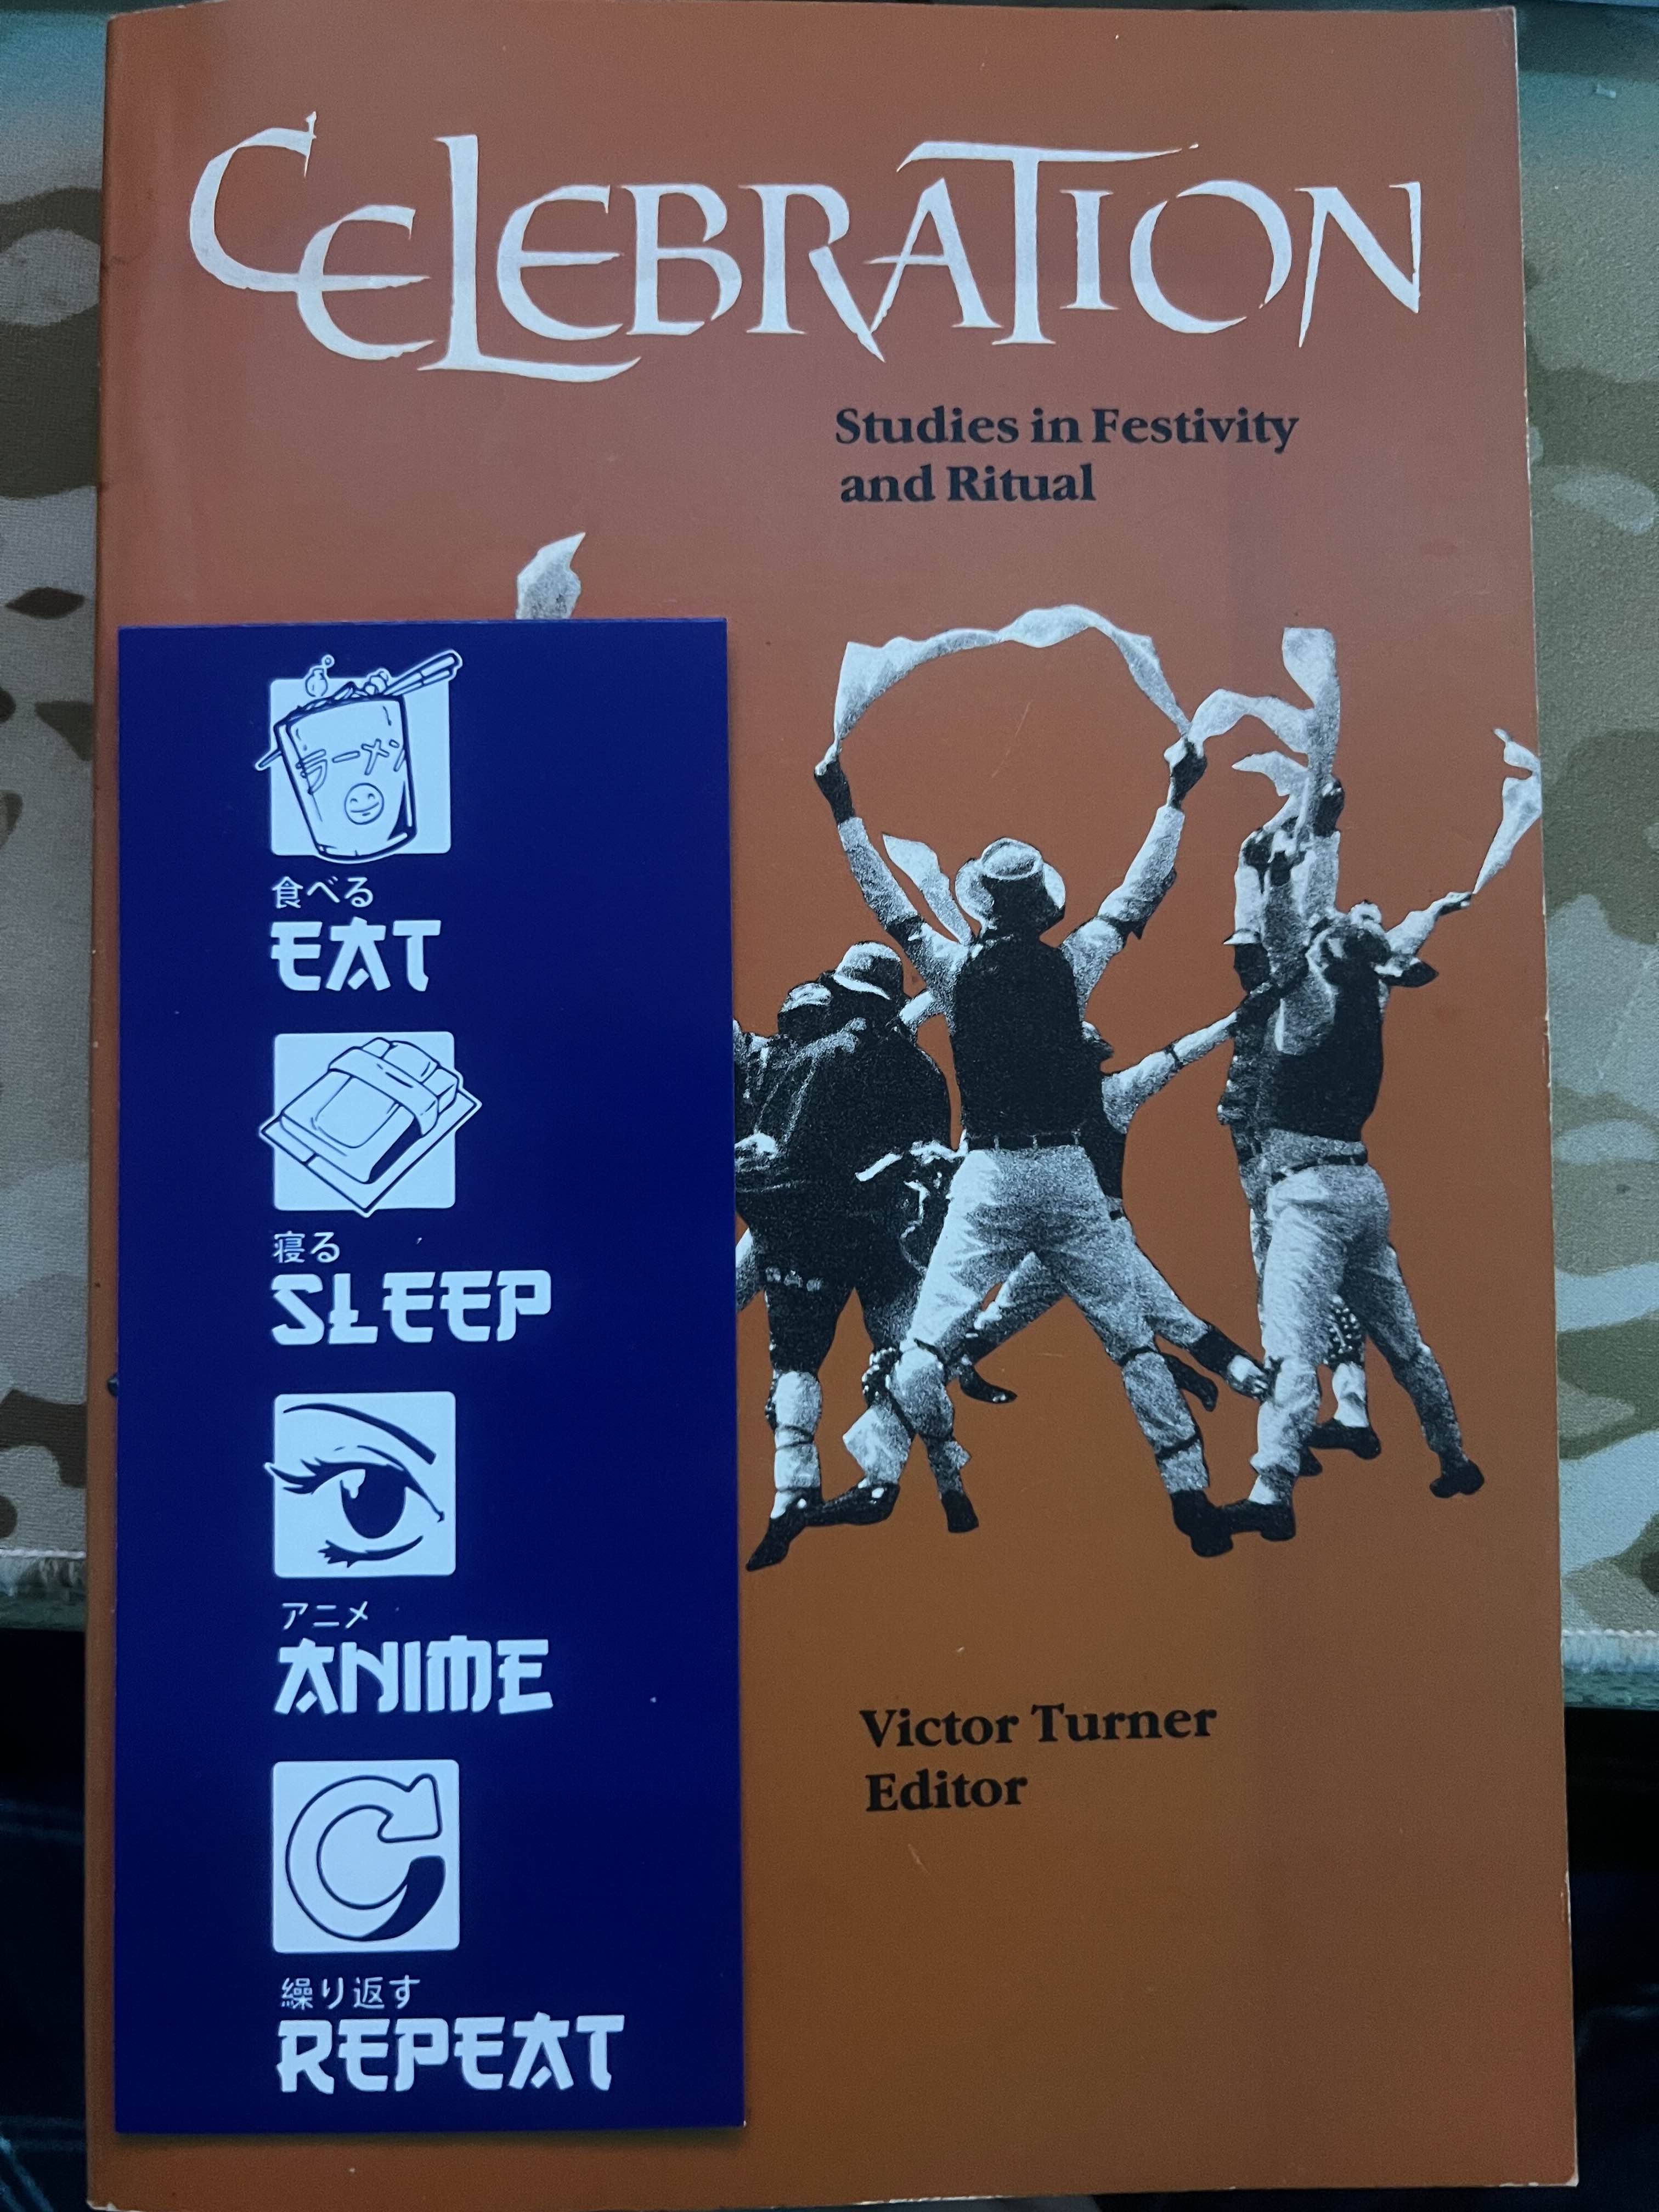 CELEBRATION
Studies in Festivity
and Ritual
ラーメン
食べる
EAT
寝る
SLEEP
アニメ
ANIME
繰り返す
REPEAT
Victor Turner
Editor